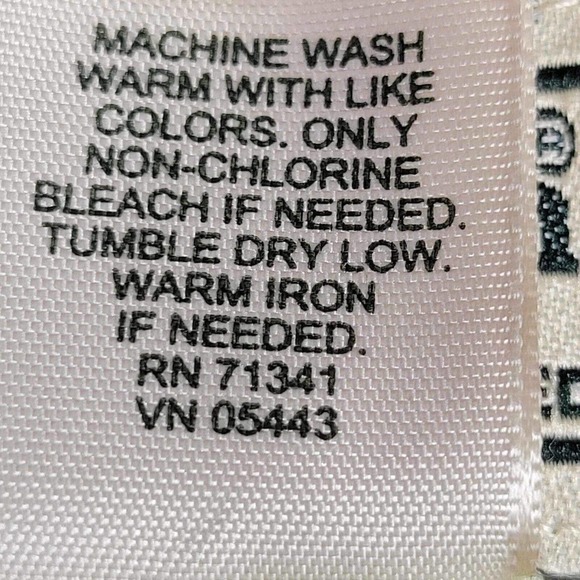 MACHINE WASH
WARM WITH LIKE
COLORS. ONLY
NON-CHLORINE
BLEACH IF NEEDED.
TUMBLE DRY LOW.
WARM IRON
IF NEEDED.
RN 71341
VN 05443
®